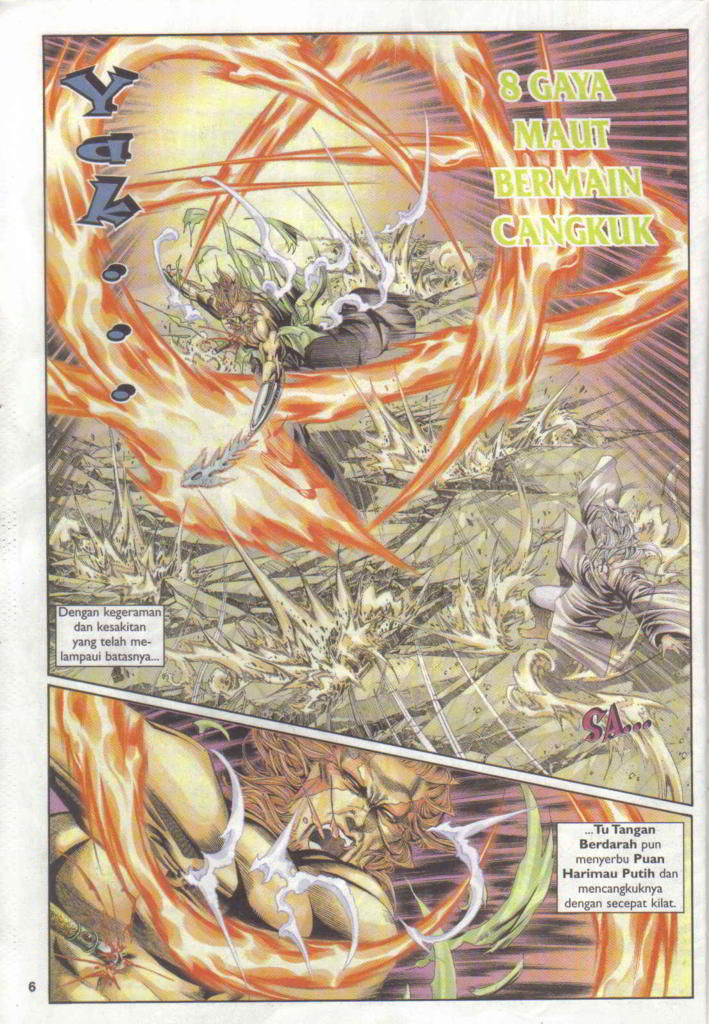 Yak...
8 GAYA
MAUT
BERMAIN
CANGKUK
Dengan kegeraman
dan kesakitan
yang telah me-
lampaui batasnya...
SA...
...Tu Tangan
Berdarah pun
menyerbu Puan
Harimau Putih dan
mencangkuknya
dengan secepat kilat.
6